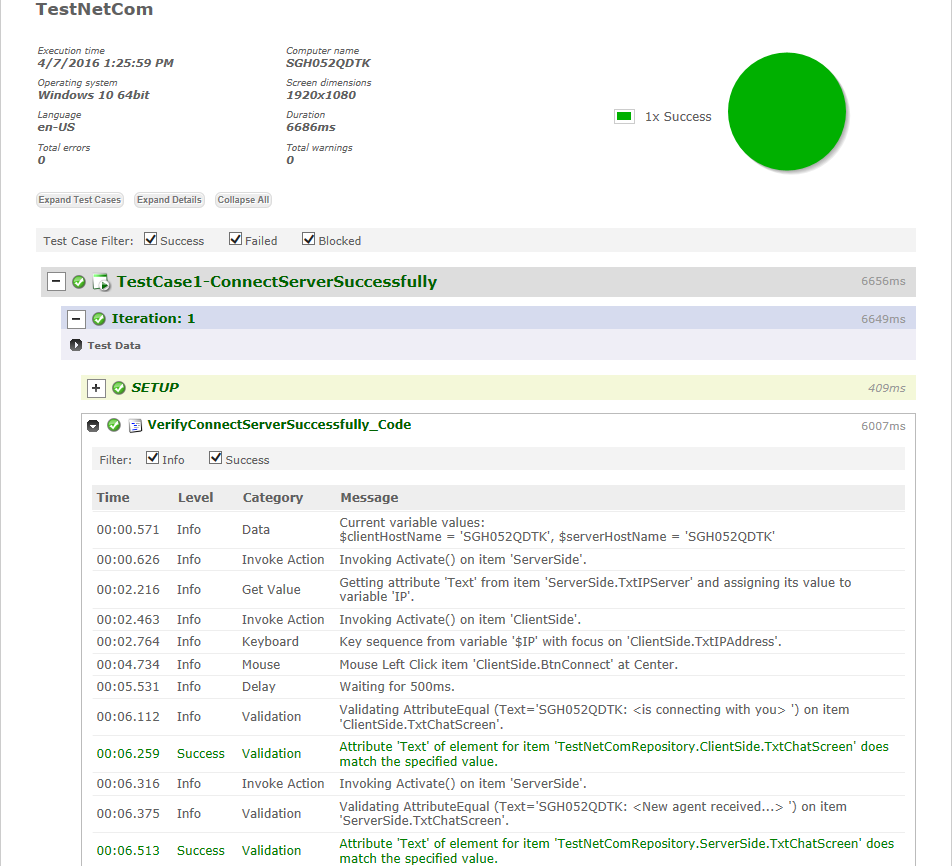 TestNetCom
Execution time
4/7/2016 1:25:59 PM
Computer name
SGH052QDTK
Operating system
Windows 10 64bit
Screen dimensions
1920x1080
Language
en-US
Duration
6686ms
Total errors
0
Total warnings
0
1x Success
Expand Test Cases Expand Details Collapse All
Test Case Filter: Success Failed Blocked
TestCase1-ConnectServerSuccessfully 6656ms
Iteration: 1 6649ms
Test Data
SETUP 409ms
VerifyConnectServerSuccessfully_Code 6007ms
Filter: Info Success
Time Level Category Message
00:00.571 Info Data Current variable values:
$clientHostName = 'SGH052QDTK', $serverHostName = 'SGH052QDTK'
00:00.626 Info Invoke Action Invoking Activate() on item 'ServerSide'.
00:02.216 Info Get Value Getting attribute 'Text' from item 'ServerSide.TxtIPServer' and assigning its value to
variable 'IP'.
00:02.463 Info Invoke Action Invoking Activate() on item 'ClientSide'.
00:02.764 Info Keyboard Key sequence from variable '$IP' with focus on 'ClientSide.TxtIPAddress'.
00:04.734 Info Mouse Mouse Left Click item 'ClientSide.BtnConnect' at Center.
00:05.531 Info Delay Waiting for 500ms.
00:06.112 Info Validation Validating AttributeEqual (Text='SGH052QDTK: <is connecting with you> ') on item
'ClientSide.TxtChatScreen'.
00:06.259 Success Validation Attribute 'Text' of element for item 'TestNetComRepository.ClientSide.TxtChatScreen' does
match the specified value.
00:06.316 Info Invoke Action Invoking Activate() on item 'ServerSide'.
00:06.375 Info Validation Validating AttributeEqual (Text='SGH052QDTK: <New agent received...> ') on item
'ServerSide.TxtChatScreen'.
00:06.513 Success Validation Attribute 'Text' of element for item 'TestNetComRepository.ServerSide.TxtChatScreen' does
match the specified value.